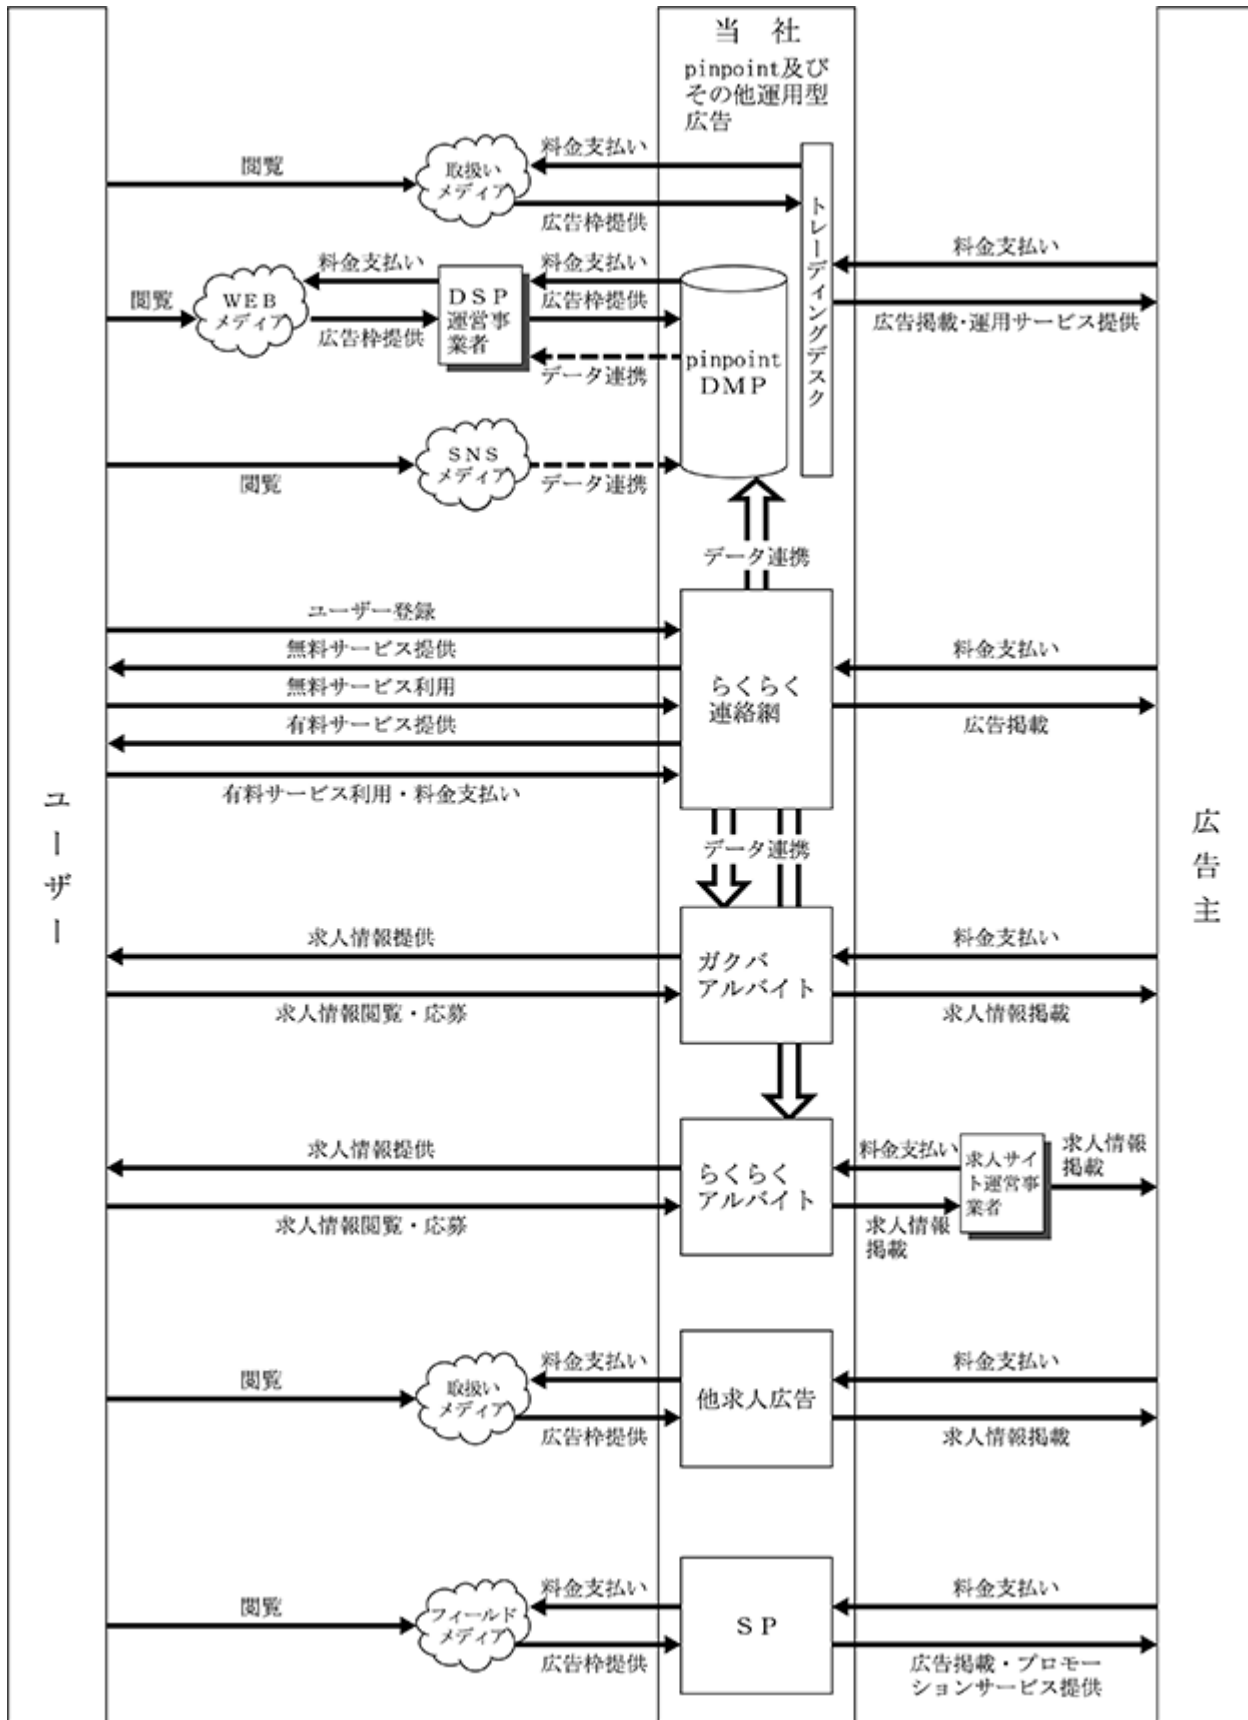 当 社
pinpoint及び
その他運用型
広告
料金支払い
閲覧
取扱い
メディア
広告枠提供
トレーディングデスク
料金支払い
広告掲載・運用サービス提供
料金支払い
料金支払い
閲覧
WEB
メディア
DSP
運営事
業者
広告枠提供
広告枠提供
データ連携
pinpoint
DMP
閲覧
SNS
メディア
データ連携
データ連携
ユーザー登録
無料サービス提供
無料サービス利用
有料サービス提供
有料サービス利用・料金支払い
らくらく
連絡網
料金支払い
広告掲載
ユーザー
広告主
データ連携
求人情報提供
求人情報閲覧・応募
ガクバ
アルバイト
料金支払い
求人情報掲載
求人情報提供
求人情報閲覧・応募
らくらく
アルバイト
料金支払い
求人情報
掲載
求人サイ
ト運営事
業者
求人情報
掲載
閲覧
取扱い
メディア
料金支払い
広告枠提供
他求人広告
料金支払い
求人情報掲載
閲覧
フィールド
メディア
料金支払い
広告枠提供
SP
料金支払い
広告掲載・プロモー
ションサービス提供